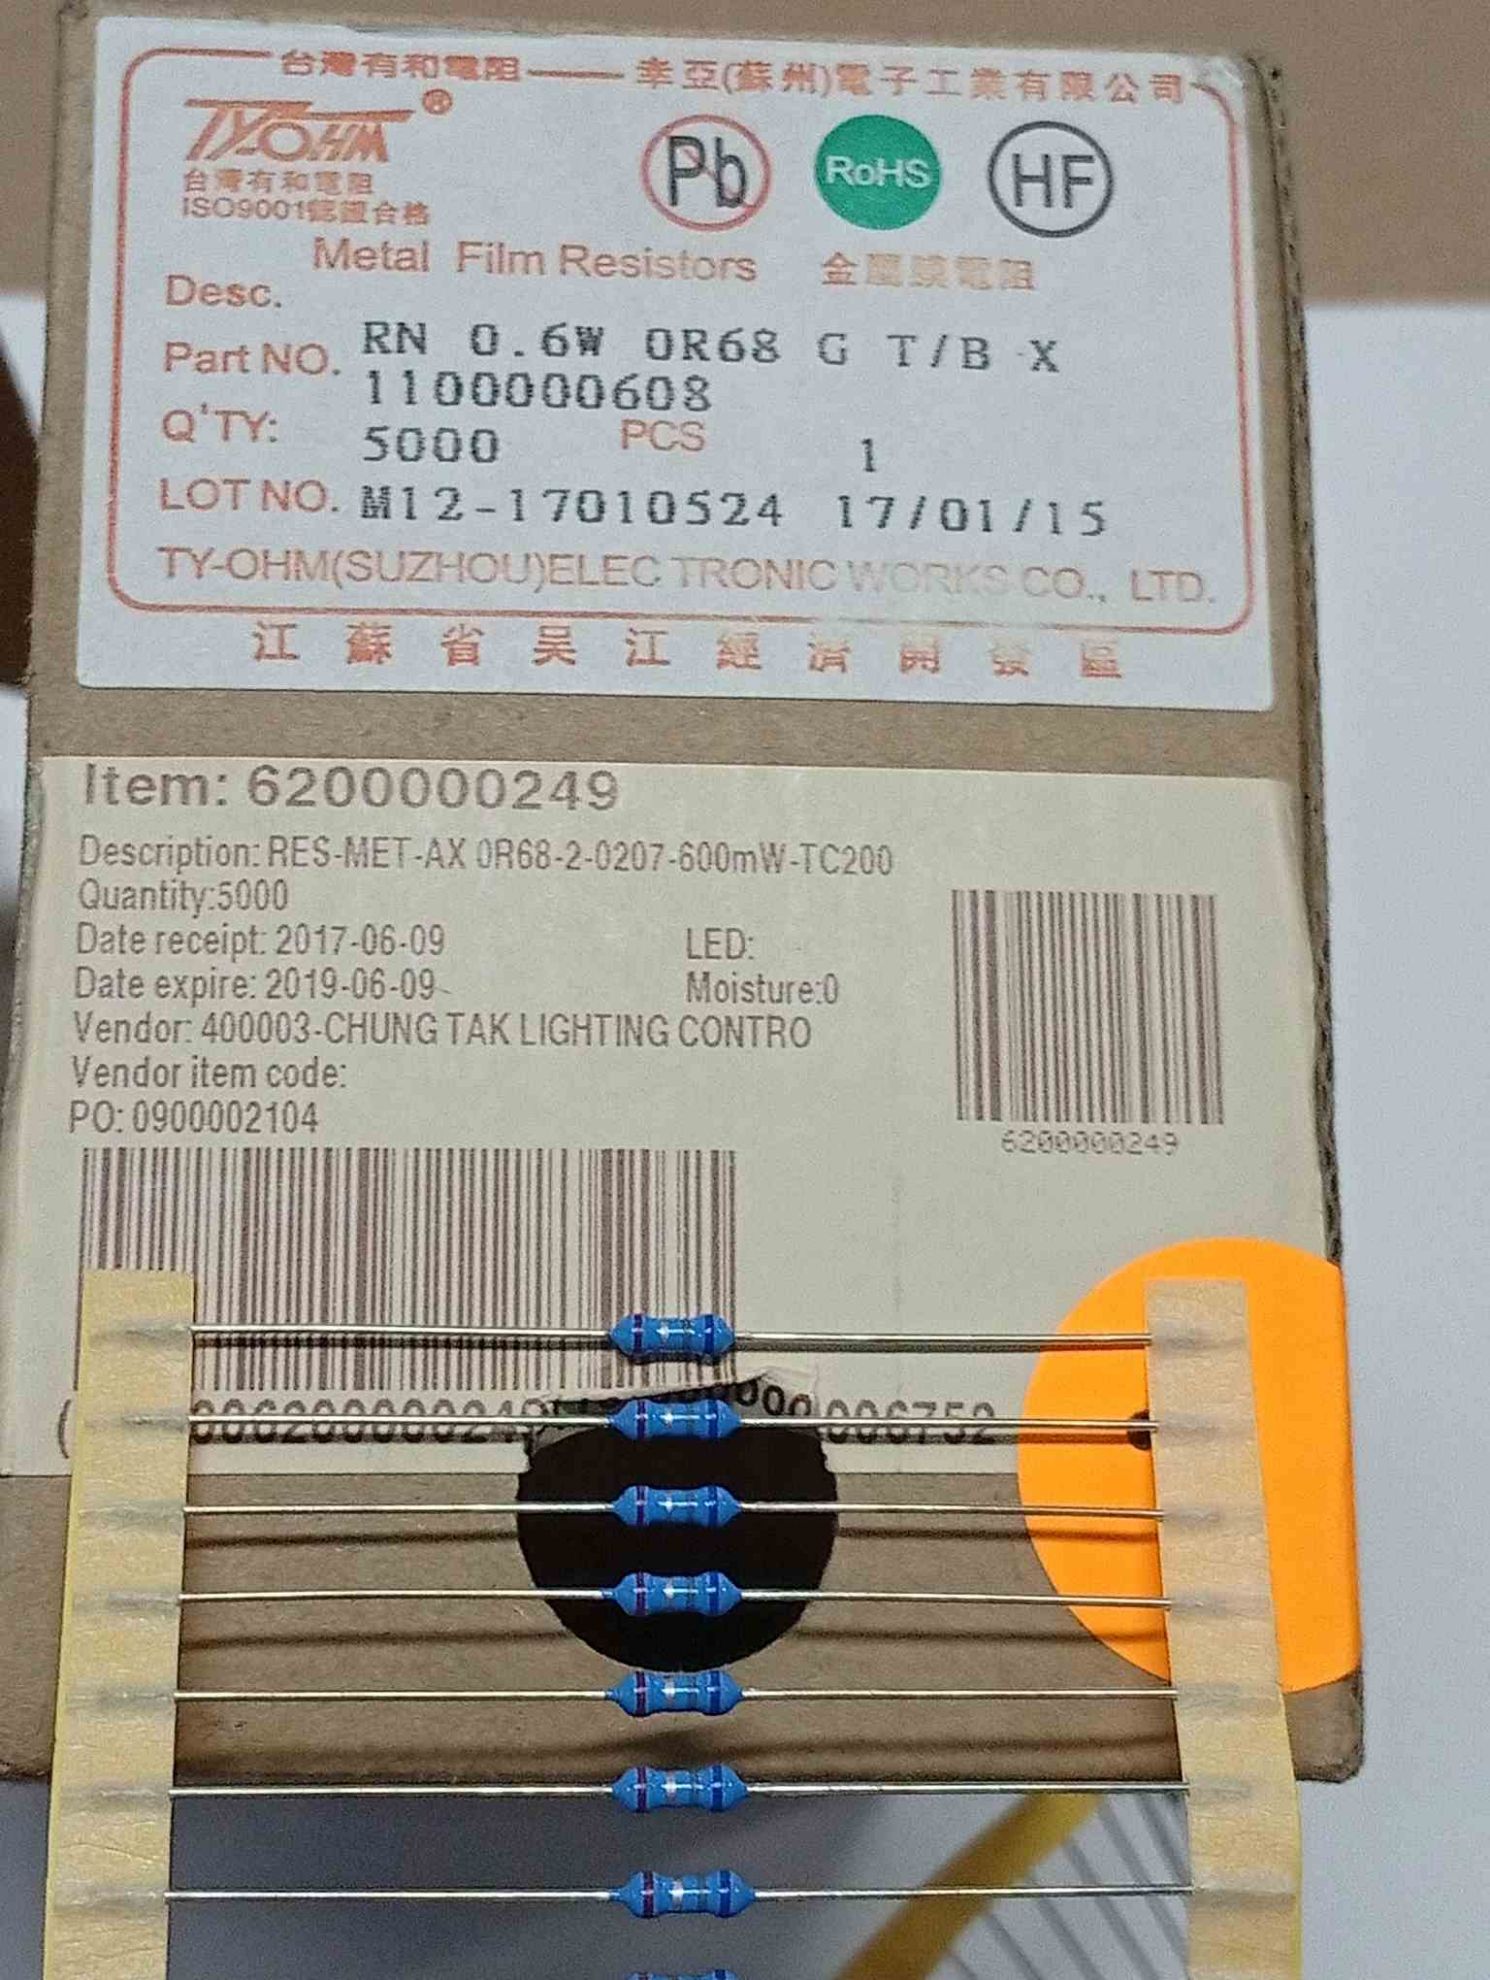 台灣有和電阻 —— 幸亞(蘇州)電子工業有限公司
TY-OHM®
台灣有和電阻
ISO9001認證合格
Pb
RoHS
HF
Metal Film Resistors 金屬膜電阻
Desc. RN 0.6W 0R68 G T/B X
Part NO. 1100000608
Q'TY: 5000 PCS 1
LOT NO. M12-17010524 17/01/15
TY-OHM(SUZHOU)ELECTRONIC WORKS CO., LTD.
江蘇省吴江經濟開發區
Item: 6200000249
Description: RES-MET-AX 0R68-2-0207-600mW-TC200
Quantity:5000
Date receipt: 2017-06-09 LED:
Date expire: 2019-06-09 Moisture:0
Vendor: 400003-CHUNG TAK LIGHTING CONTRO
Vendor item code:
PO: 0900002104
6200000249